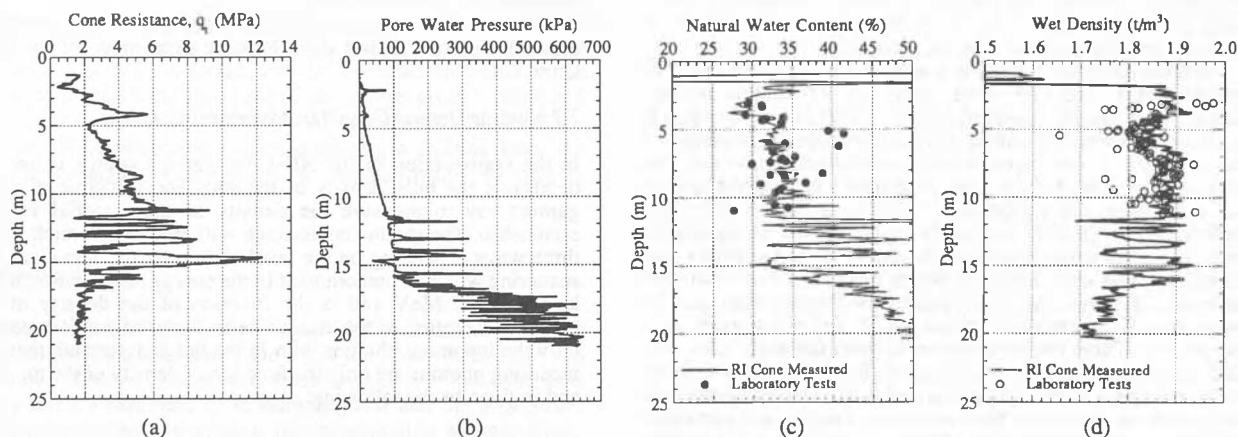 Cone Resistance, qt (MPa)
0 2 4 6 8 10 12 14
0
5
10
15
20
25
Depth (m)
(a)
Pore Water Pressure (kPa)
0 100 200 300 400 500 600 700
0
5
10
15
20
25
Depth (m)
(b)
Natural Water Content (%)
20 25 30 35 40 45 50
0
5
10
15
20
25
Depth (m)
RI Cone Measured
Laboratory Tests
(c)
Wet Density (t/m³)
1.5 1.6 1.7 1.8 1.9 2.0
0
5
10
15
20
25
Depth (m)
RI Cone Measeured
Laboratory Tests
(d)